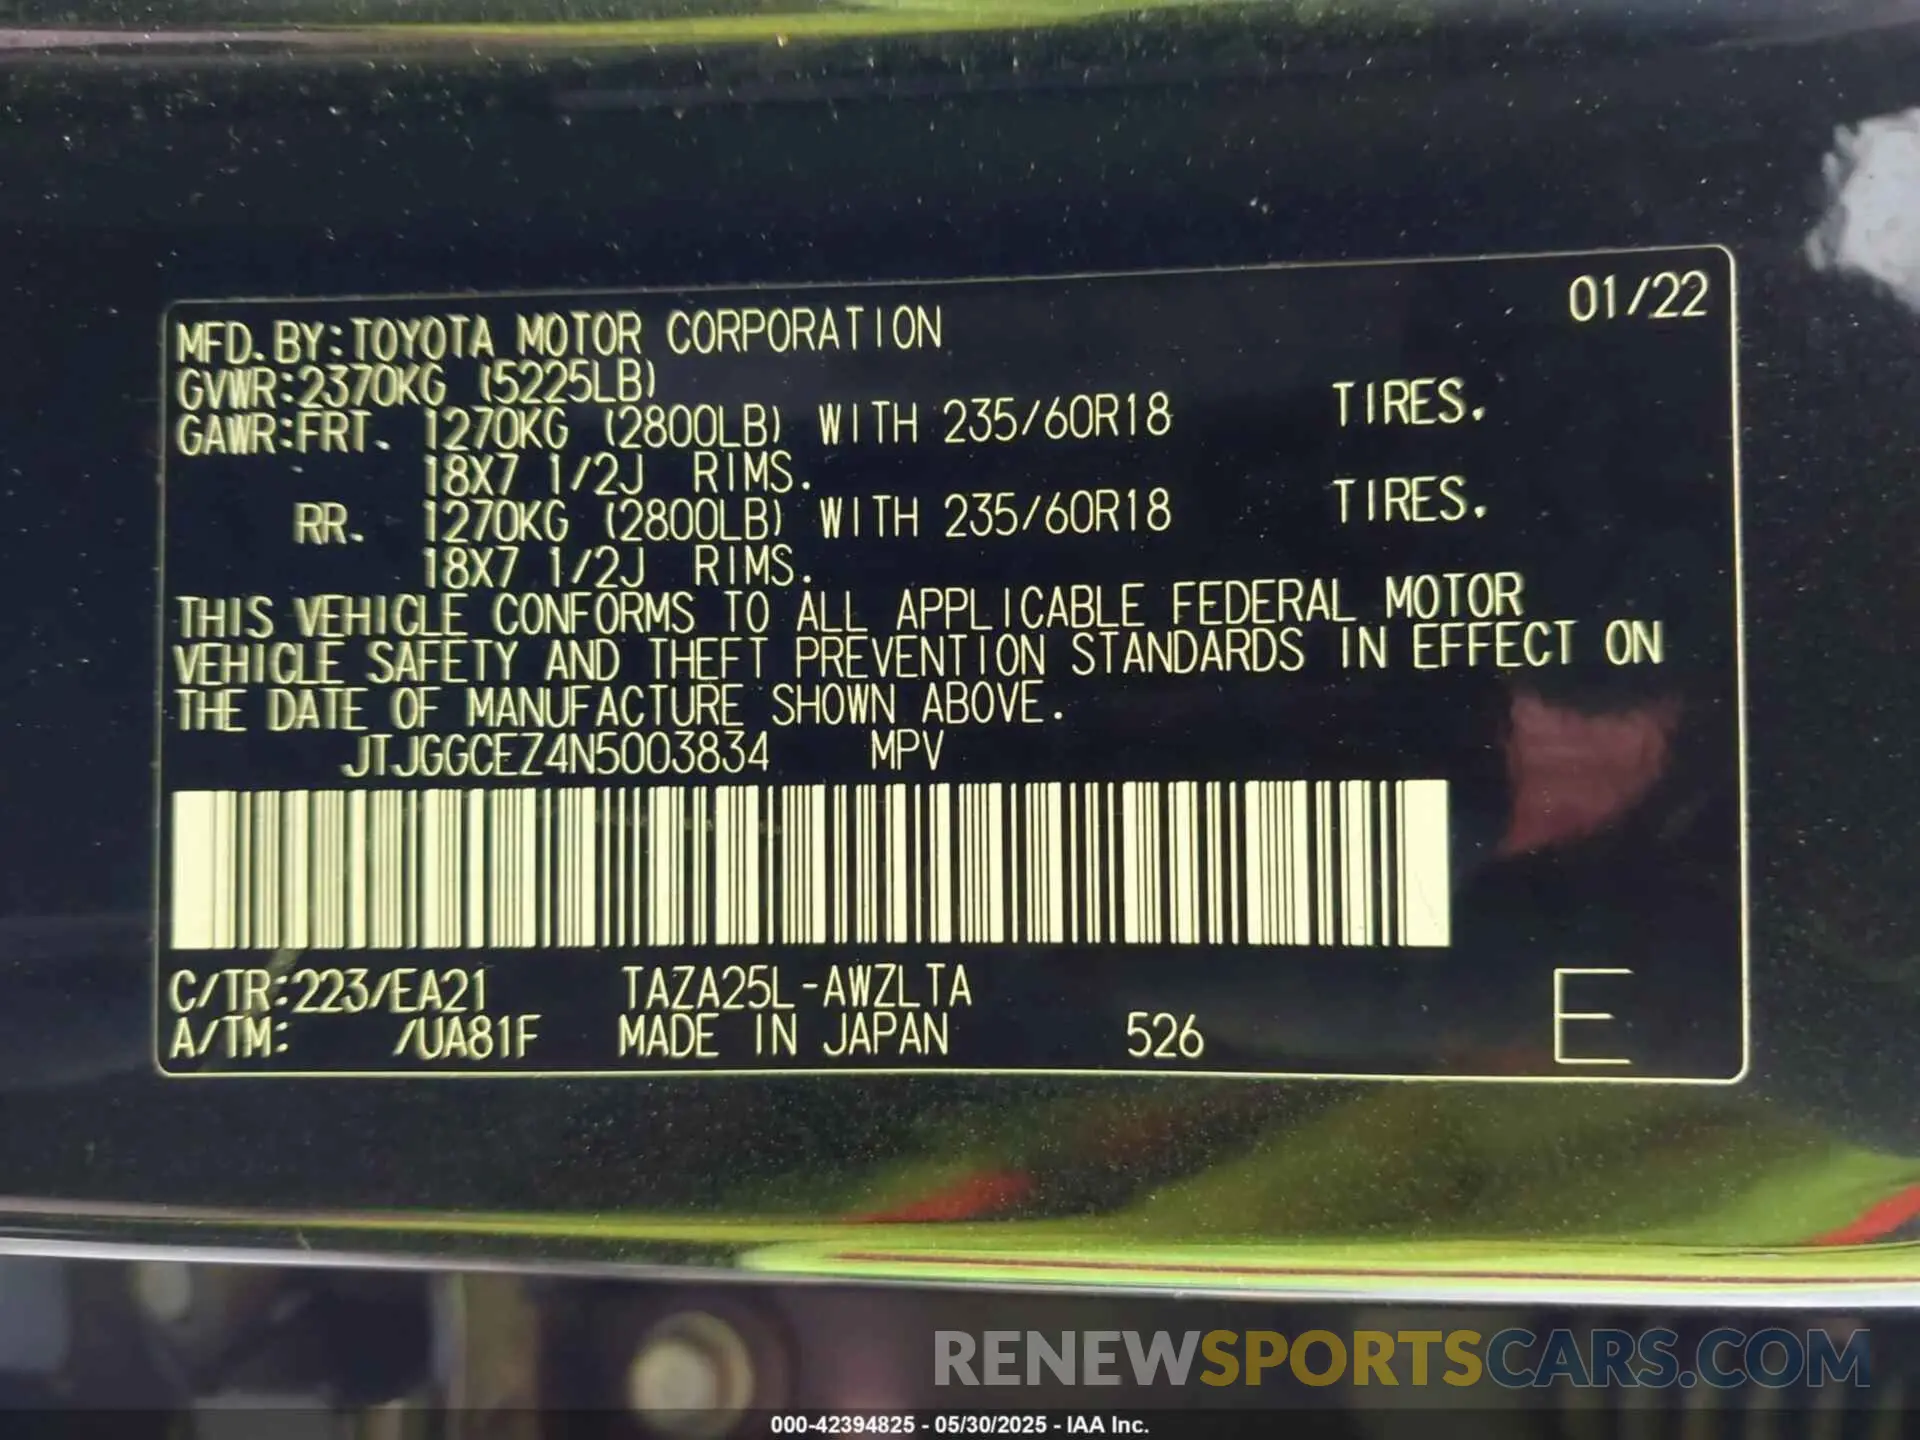 01/22
MFD. BY:TOYOTA MOTOR CORPORATION
GVWR:2370KG (5225LB)
GAWR:FRT. 1270KG (2800LB) WITH 235/60R18 TIRES.
18X7 1/2J RIMS.
RR. 1270KG (2800LB) WITH 235/60R18 TIRES.
18X7 1/2J RIMS.
THIS VEHICLE CONFORMS TO ALL APPLICABLE FEDERAL MOTOR
VEHICLE SAFETY AND THEFT PREVENTION STANDARDS IN EFFECT ON
THE DATE OF MANUFACTURE SHOWN ABOVE.
JTJGGCEZ4N5003834 MPV
C/TR:223/EA21 TAZA25L-AWZLTA
A/TM: /UA81F MADE IN JAPAN 526 E
RENEWSPORTSCARS.COM
000-42394825 - 05/30/2025 - IAA Inc.